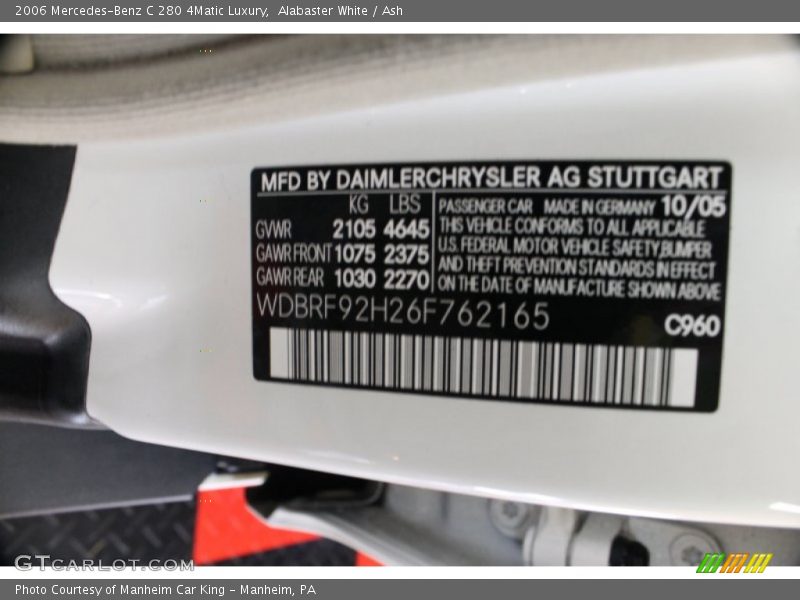 2006 Mercedes-Benz C 280 4Matic Luxury,  Alabaster White / Ash
MFD BY DAIMLERCHRYSLER AG STUTTGART
KG LBS
GVWR 2105 4645
GAWR FRONT 1075 2375
GAWR REAR 1030 2270
PASSENGER CAR MADE IN GERMANY 10/05
THIS VEHICLE CONFORMS TO ALL APPLICABLE
U.S. FEDERAL MOTOR VEHICLE SAFETY,BUMPER
AND THEFT PREVENTION STANDARDS IN EFFECT
ON THE DATE OF MANUFACTURE SHOWN ABOVE
WDBRF92H26F762165
C960
GTCARLOT.COM
Photo Courtesy of Manheim Car King - Manheim, PA